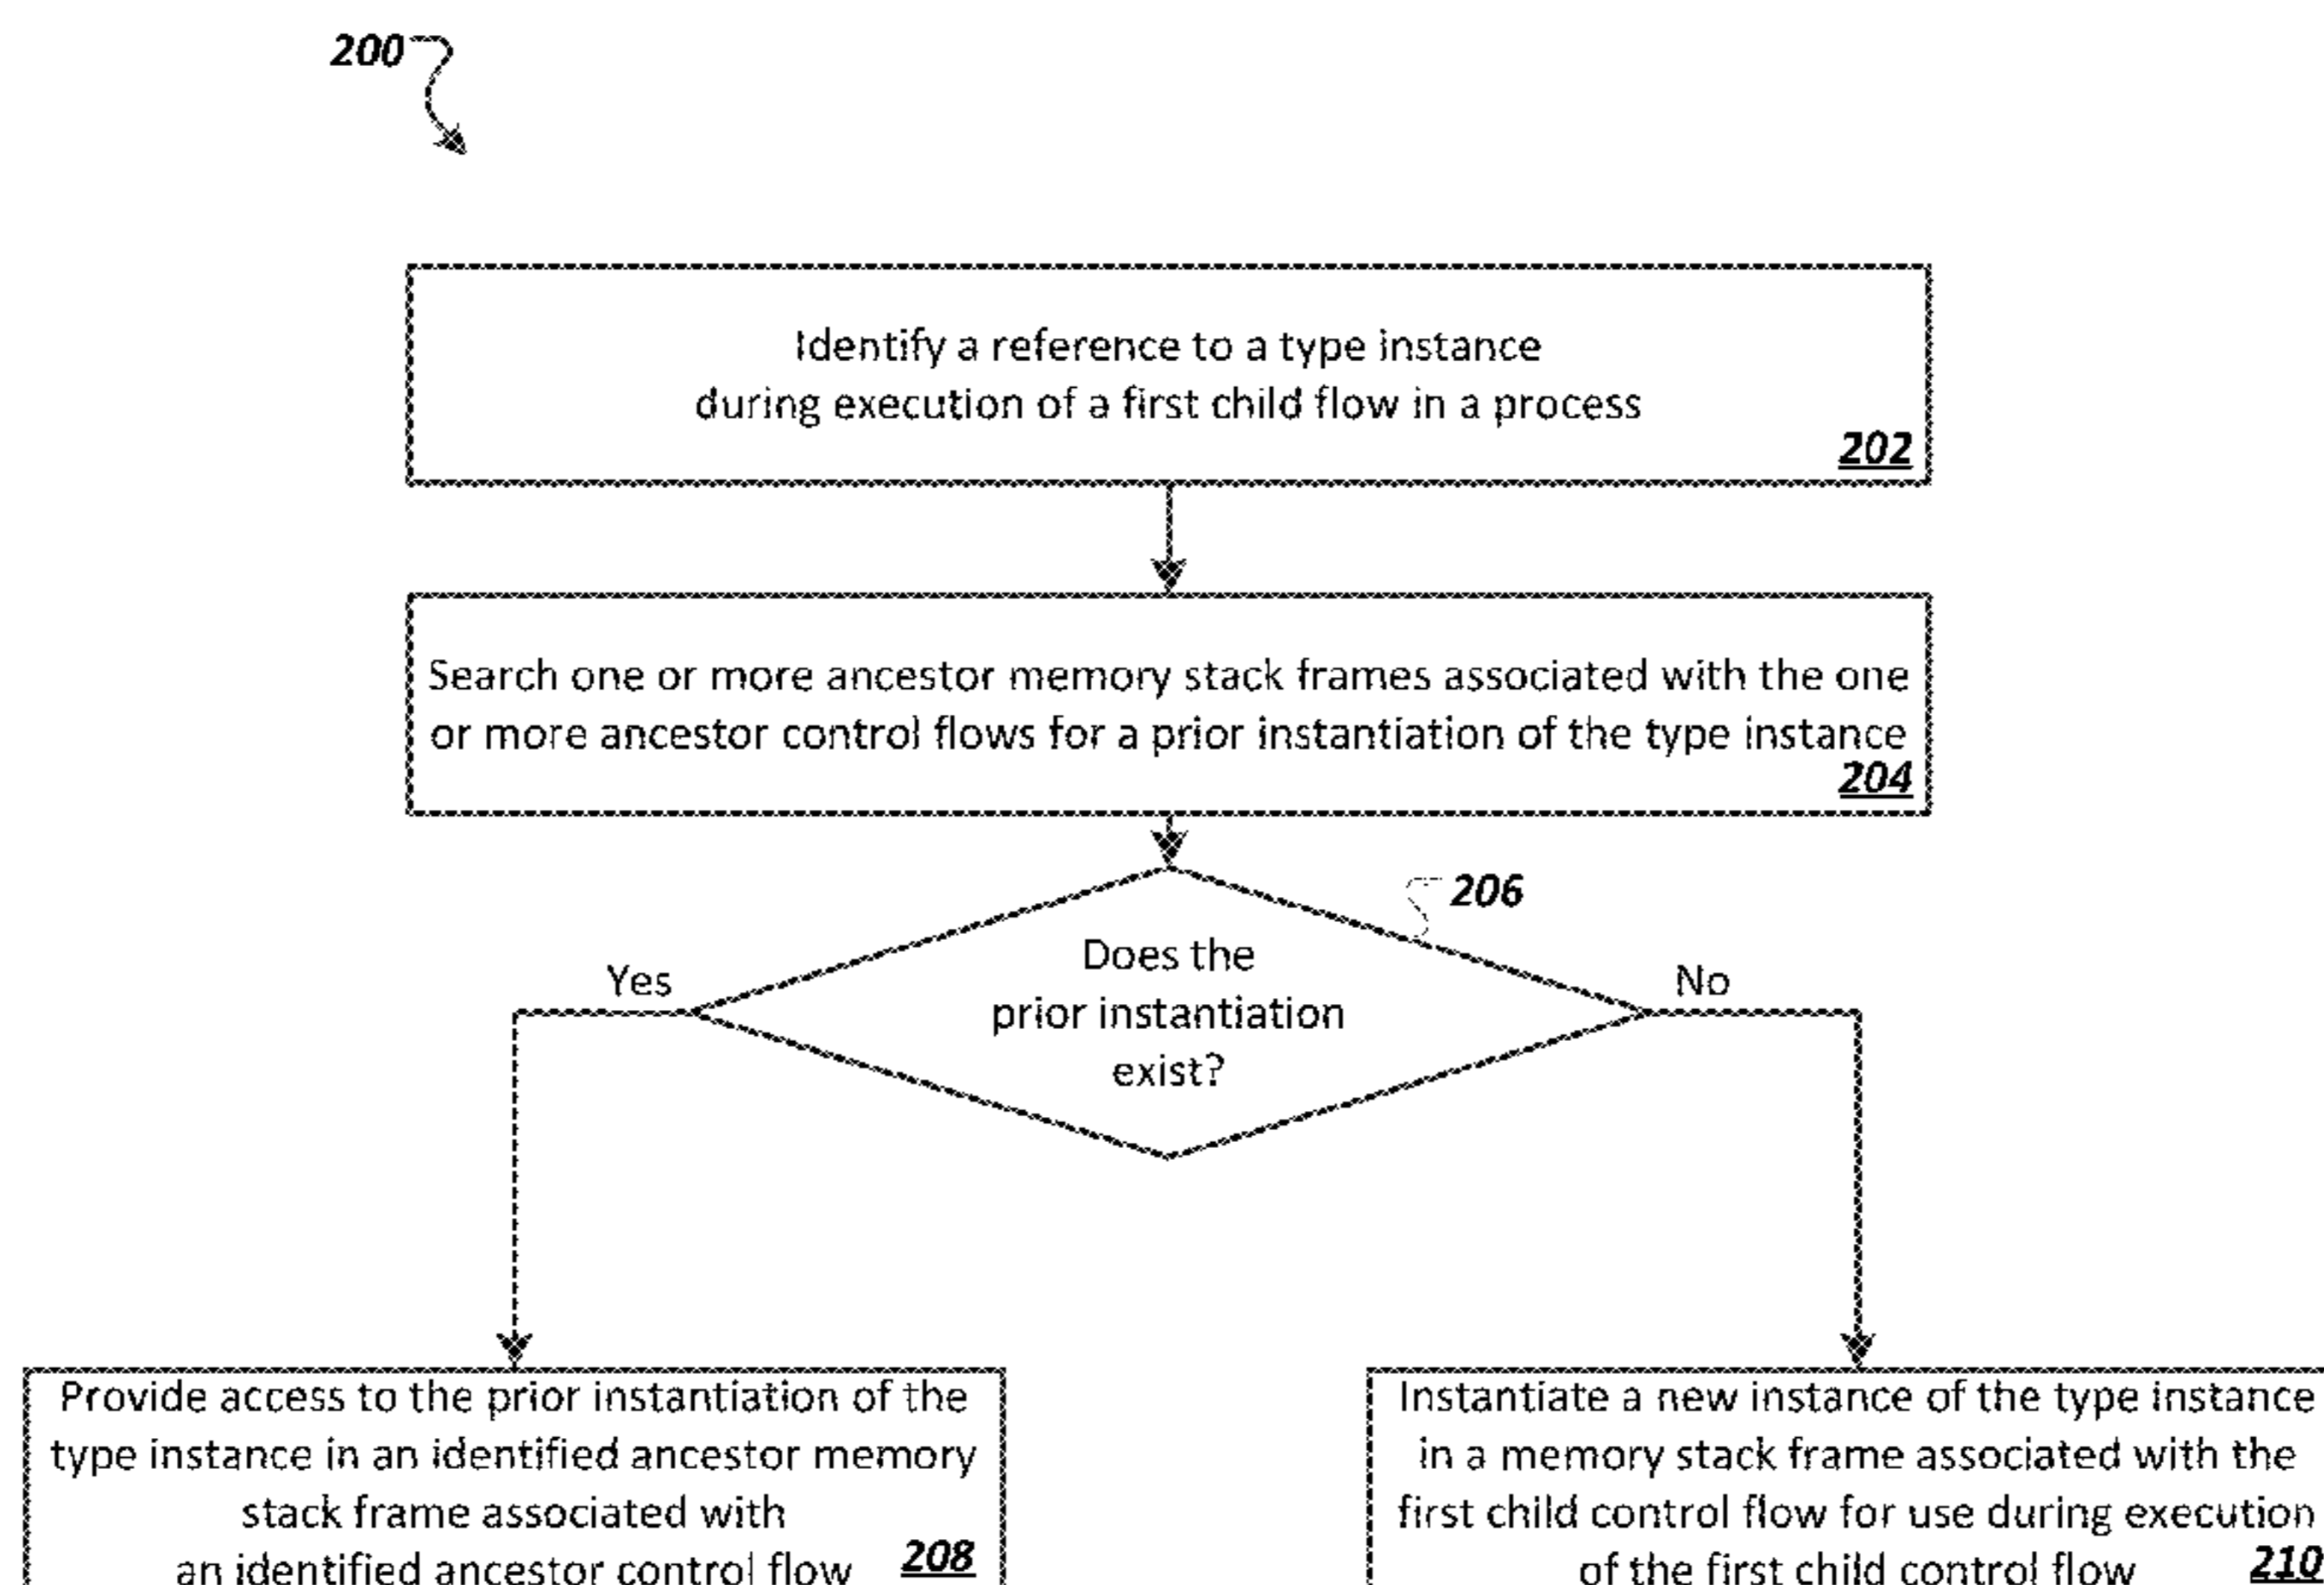 200
Identify a reference to a type instance
during execution of a first child flow in a process
202
Search one or more ancestor memory stack frames associated with the one
or more ancestor control flows for a prior instantiation of the type instance
204
206
Does the
prior instantiation
exist?
Yes
No
Provide access to the prior instantiation of the
type instance in an identified ancestor memory
stack frame associated with
an identified ancestor control flow
208
Instantiate a new instance of the type instance
in a memory stack frame associated with the
first child control flow for use during execution
of the first child control flow
210